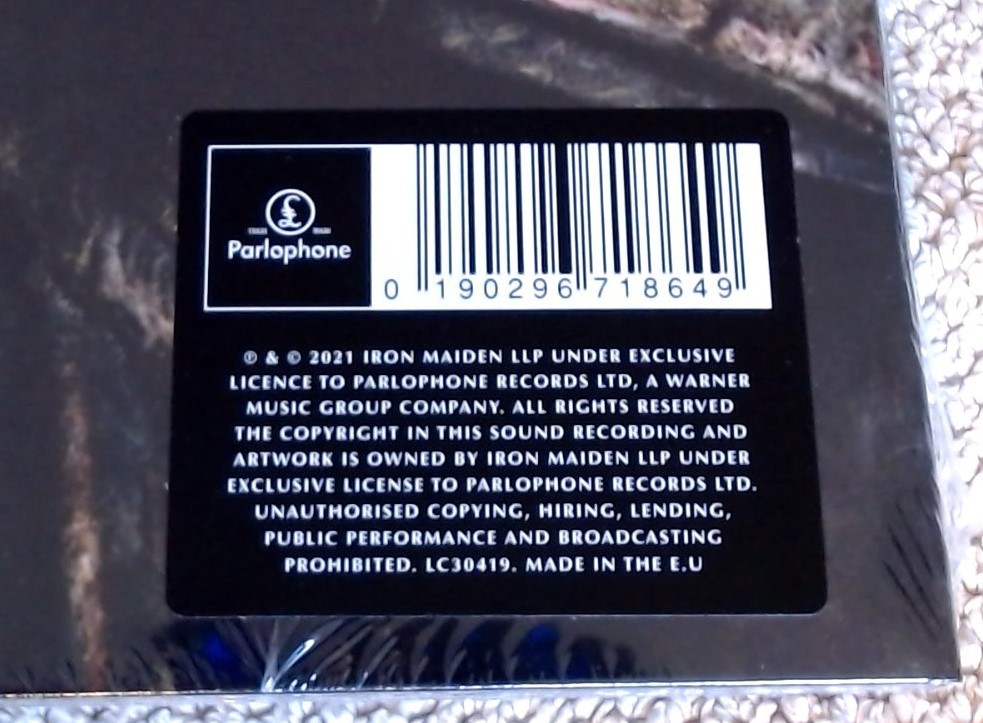 £
Parlophone
0 190296 718649
℗ & © 2021 IRON MAIDEN LLP UNDER EXCLUSIVE
LICENCE TO PARLOPHONE RECORDS LTD, A WARNER
MUSIC GROUP COMPANY. ALL RIGHTS RESERVED
THE COPYRIGHT IN THIS SOUND RECORDING AND
ARTWORK IS OWNED BY IRON MAIDEN LLP UNDER
EXCLUSIVE LICENSE TO PARLOPHONE RECORDS LTD.
UNAUTHORISED COPYING, HIRING, LENDING,
PUBLIC PERFORMANCE AND BROADCASTING
PROHIBITED. LC30419. MADE IN THE E.U